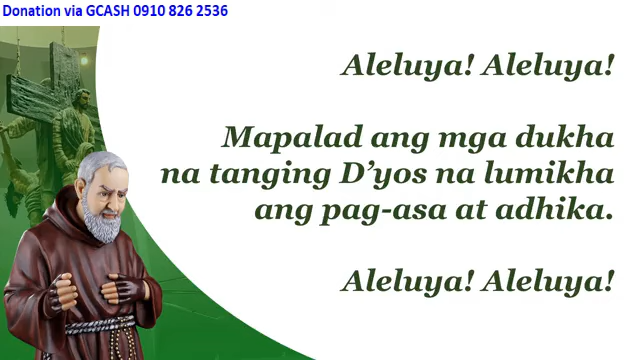 Donation via GCASH 0910 826 2536
Aleluya! Aleluya!
Mapalad ang mga dukha
na tanging D’yos na lumikha
ang pag-asa at adhika.
Aleluya! Aleluya!